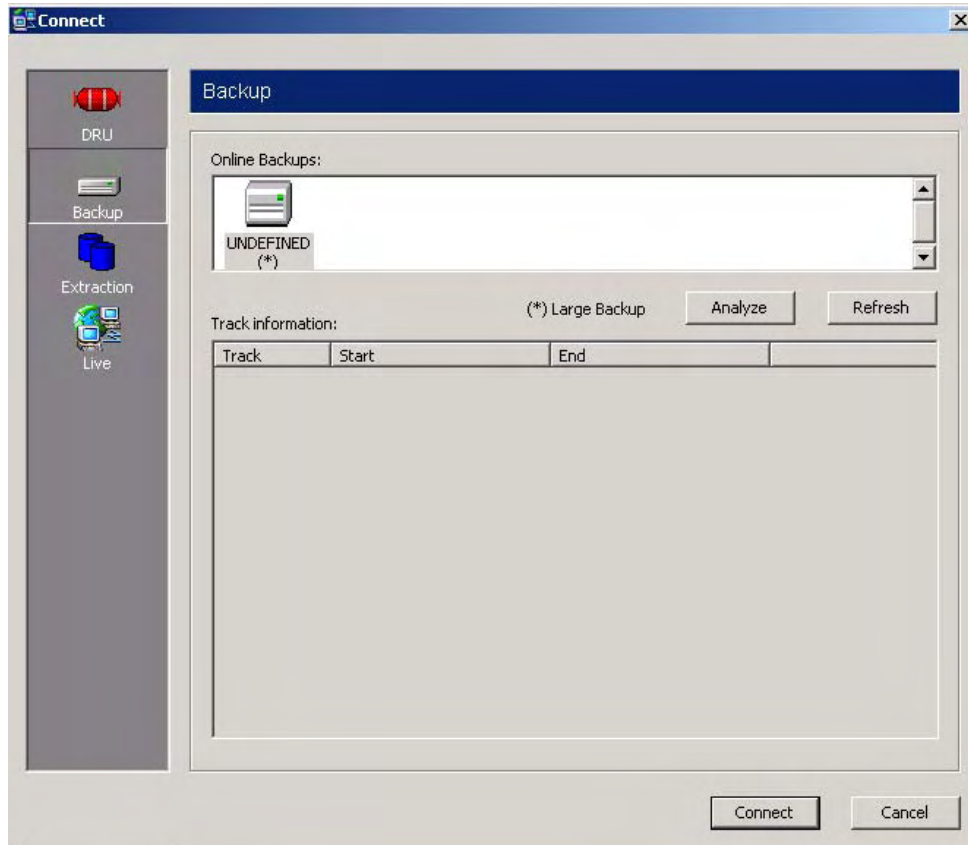 Connect
DRU
Backup
Extraction
Live
Backup
Online Backups:
UNDEFINED
(*)
(*) Large Backup
Analyze
Refresh
Track information:
Track Start End
Connect
Cancel